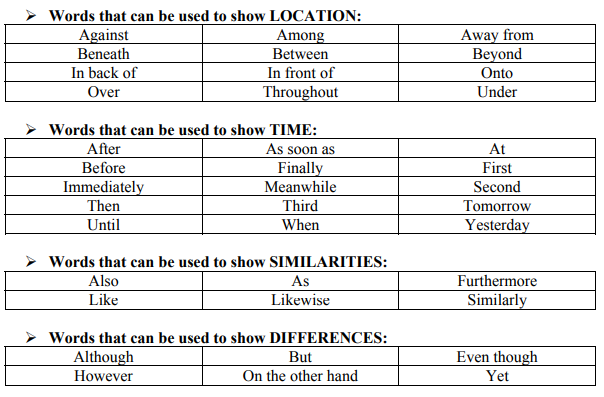 ➢ Words that can be used to show LOCATION:
Against Among Away from
Beneath Between Beyond
In back of In front of Onto
Over Throughout Under
➢ Words that can be used to show TIME:
After As soon as At
Before Finally First
Immediately Meanwhile Second
Then Third Tomorrow
Until When Yesterday
➢ Words that can be used to show SIMILARITIES:
Also As Furthermore
Like Likewise Similarly
➢ Words that can be used to show DIFFERENCES:
Although But Even though
However On the other hand Yet